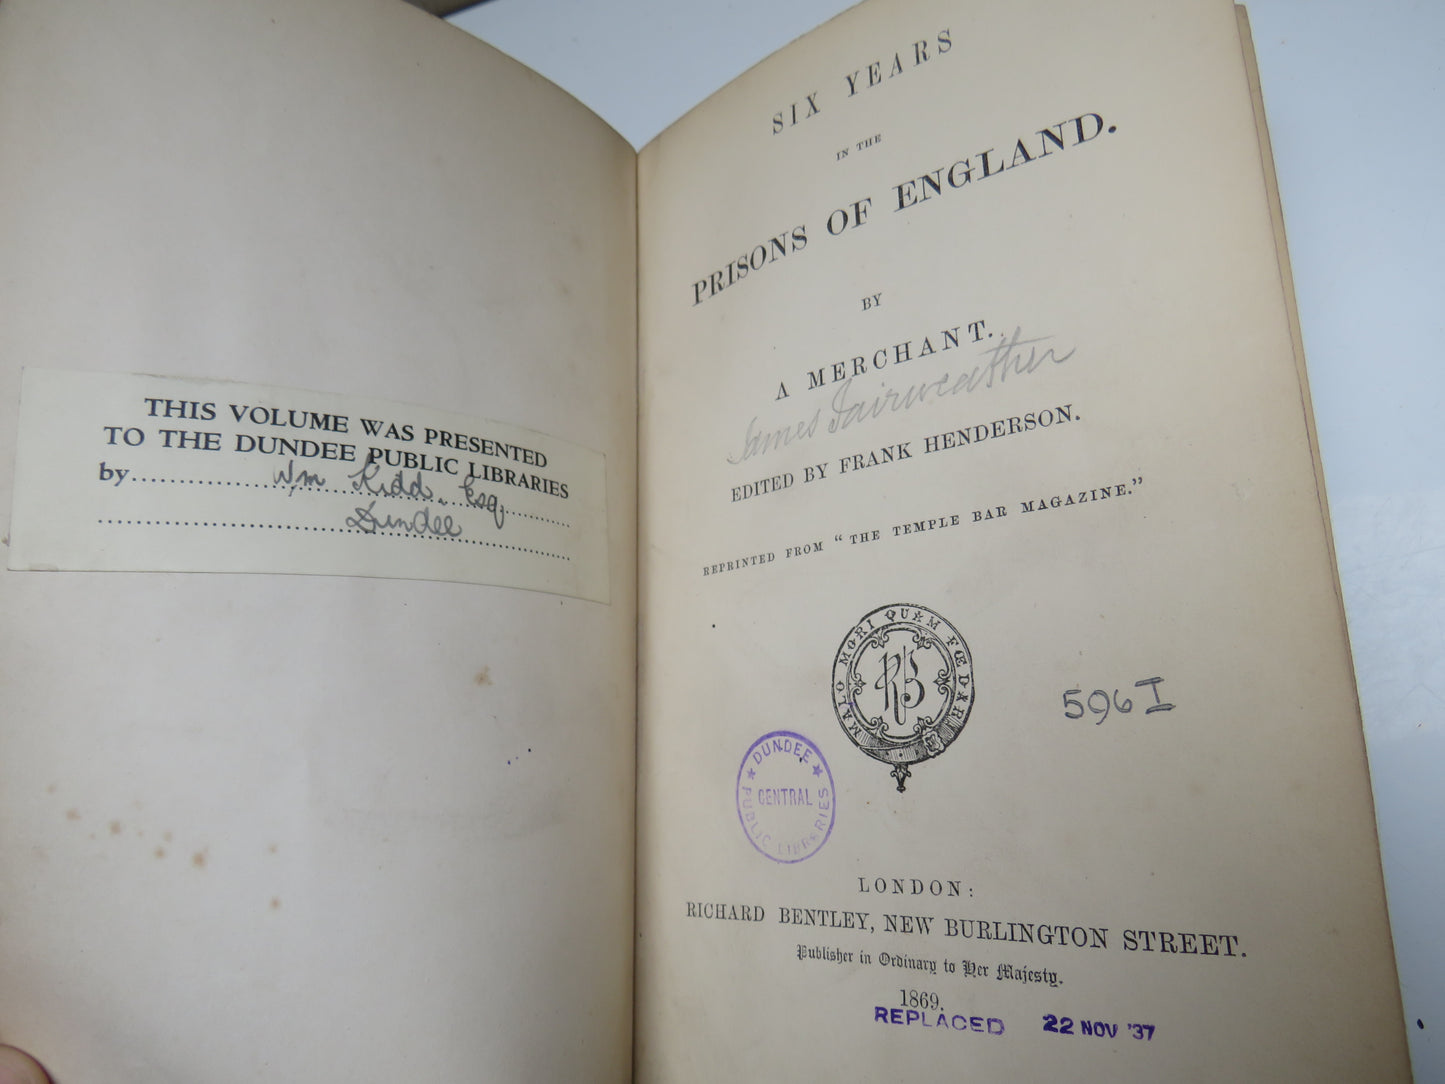 THIS VOLUME WAS PRESENTED
TO THE DUNDEE PUBLIC LIBRARIES
by Wm Kidd, Esq.
Dundee
SIX YEARS
IN THE
PRISONS OF ENGLAND.
BY
A MERCHANT.
James Fairweather
EDITED BY FRANK HENDERSON.
REPRINTED FROM "THE TEMPLE BAR MAGAZINE."
MALO MORI QUAM FŒDARI
RB
596 I
DUNDEE
CENTRAL
PUBLIC LIBRARIES
LONDON:
RICHARD BENTLEY, NEW BURLINGTON STREET.
Publisher in Ordinary to Her Majesty.
1869.
REPLACED 22 NOV '37